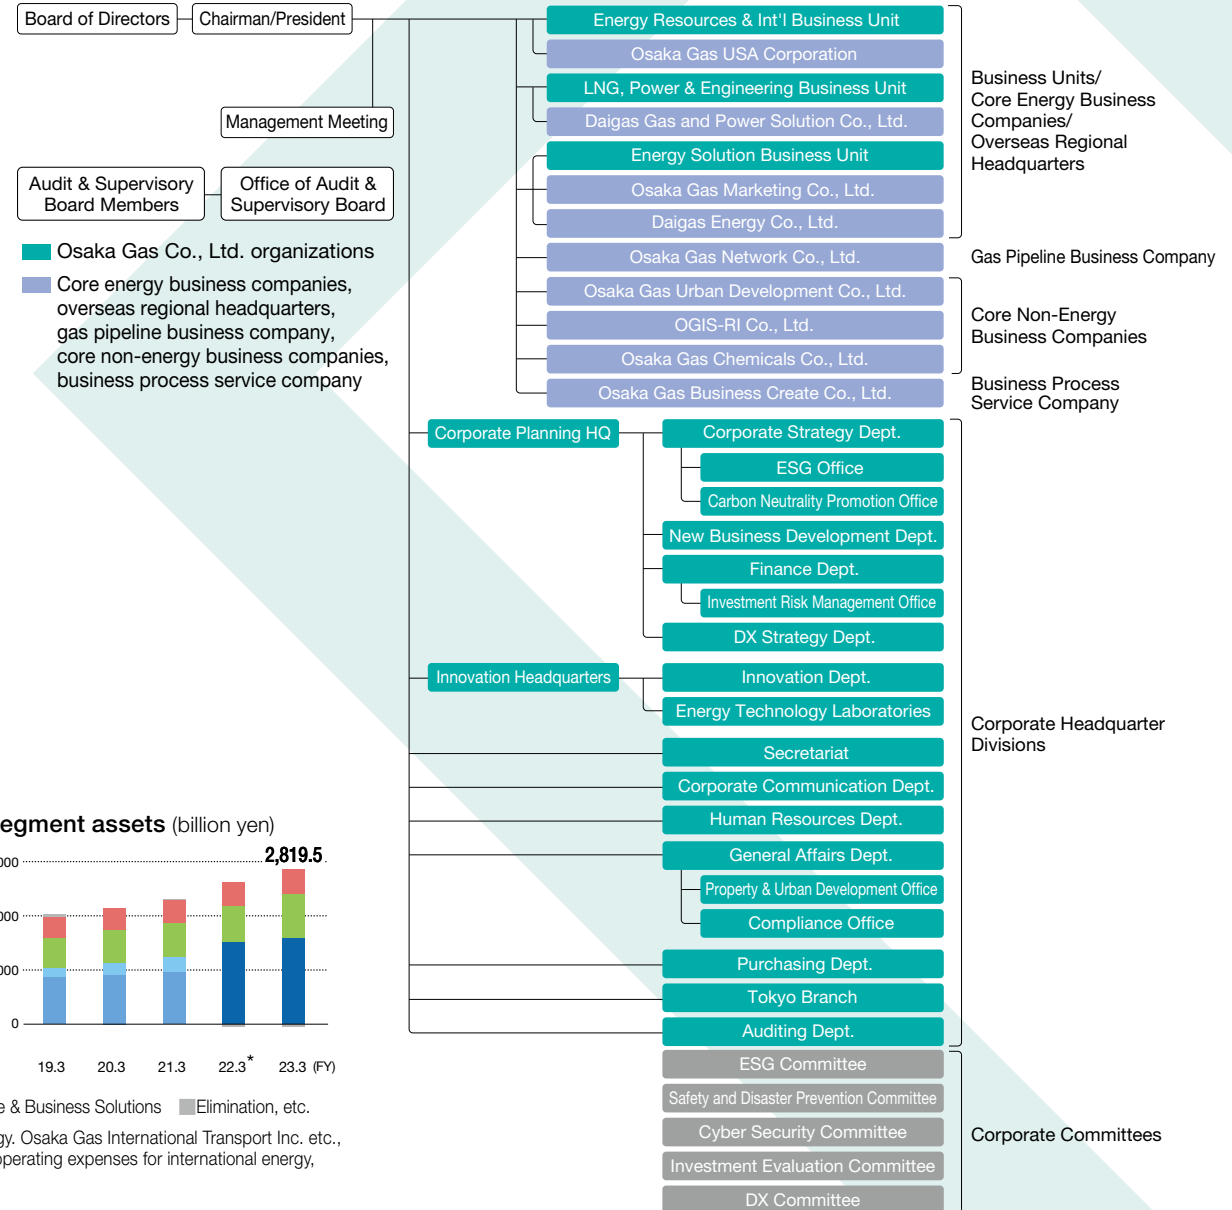 Board of Directors
Chairman/President
Management Meeting
Audit & Supervisory
Board Members
Office of Audit &
Supervisory Board
Osaka Gas Co., Ltd. organizations
Core energy business companies,
overseas regional headquarters,
gas pipeline business company,
core non-energy business companies,
business process service company
Energy Resources & Int'l Business Unit
Osaka Gas USA Corporation
LNG, Power & Engineering Business Unit
Daigas Gas and Power Solution Co., Ltd.
Energy Solution Business Unit
Osaka Gas Marketing Co., Ltd.
Daigas Energy Co., Ltd.
Osaka Gas Network Co., Ltd.
Osaka Gas Urban Development Co., Ltd.
OGIS-RI Co., Ltd.
Osaka Gas Chemicals Co., Ltd.
Osaka Gas Business Create Co., Ltd.
Business Units/
Core Energy Business
Companies/
Overseas Regional
Headquarters
Gas Pipeline Business Company
Core Non-Energy
Business Companies
Business Process
Service Company
Corporate Planning HQ
Corporate Strategy Dept.
ESG Office
Carbon Neutrality Promotion Office
New Business Development Dept.
Finance Dept.
Investment Risk Management Office
DX Strategy Dept.
Innovation Headquarters
Innovation Dept.
Energy Technology Laboratories
Secretariat
Corporate Communication Dept.
Human Resources Dept.
General Affairs Dept.
Property & Urban Development Office
Compliance Office
Purchasing Dept.
Tokyo Branch
Auditing Dept.
Corporate Headquarter
Divisions
ESG Committee
Safety and Disaster Prevention Committee
Cyber Security Committee
Investment Evaluation Committee
DX Committee
Corporate Committees
egment assets (billion yen)
2,819.5
000
000
000
0
19.3 20.3 21.3 22.3* 23.3 (FY)
e & Business Solutions Elimination, etc.
gy. Osaka Gas International Transport Inc. etc.,
operating expenses for international energy,